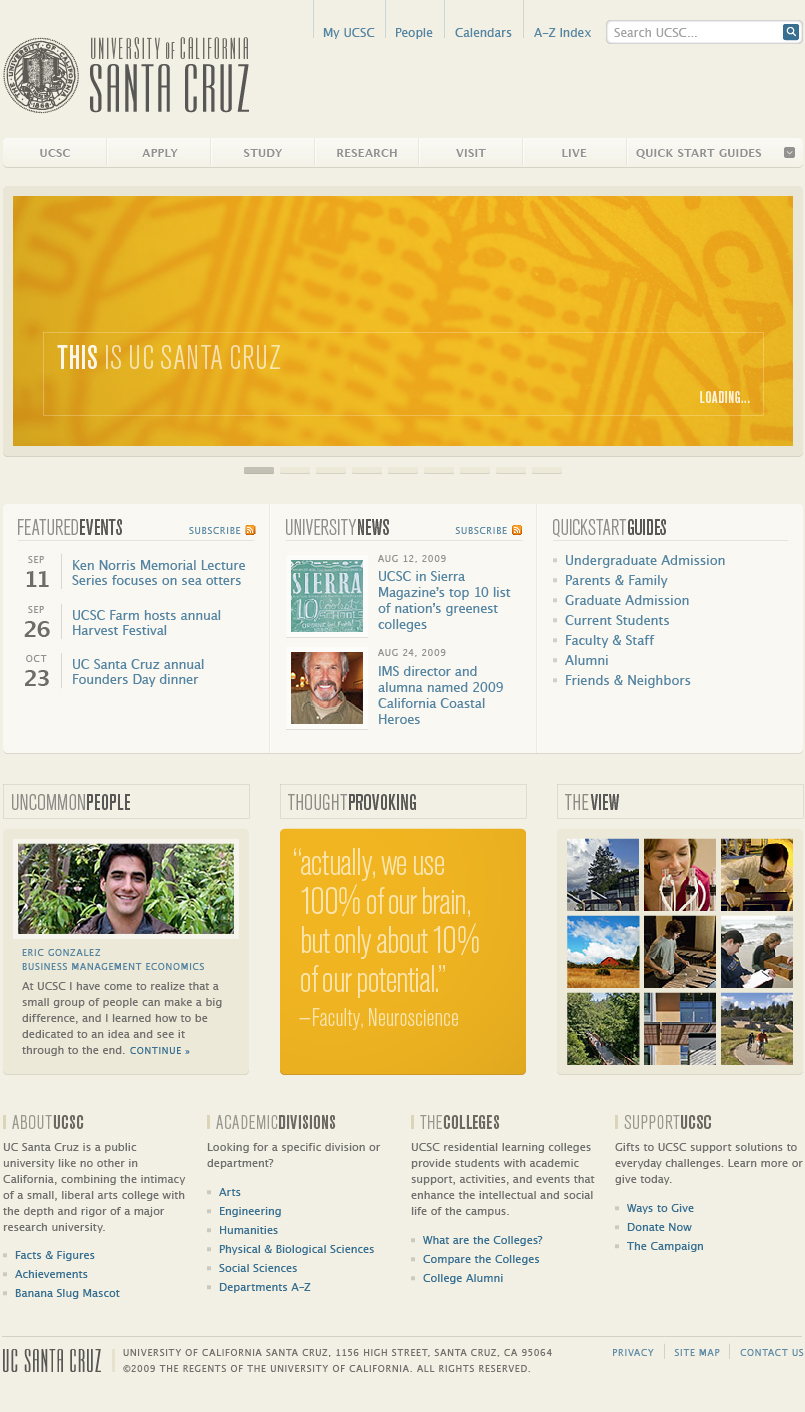 My UCSC
People
Calendars
A–Z Index
Search UCSC...
UNIVERSITY OF CALIFORNIA
SANTA CRUZ
UCSC
APPLY
STUDY
RESEARCH
VISIT
LIVE
QUICK START GUIDES
THIS IS UC SANTA CRUZ
LOADING...
FEATUREDEVENTS
SUBSCRIBE
SEP
11
Ken Norris Memorial Lecture
Series focuses on sea otters
SEP
26
UCSC Farm hosts annual
Harvest Festival
OCT
23
UC Santa Cruz annual
Founders Day dinner
UNIVERSITYNEWS
SUBSCRIBE
SIERRA
10
AUG 12, 2009
UCSC in Sierra
Magazine's top 10 list
of nation's greenest
colleges
AUG 24, 2009
IMS director and
alumna named 2009
California Coastal
Heroes
QUICKSTARTGUIDES
Undergraduate Admission
Parents & Family
Graduate Admission
Current Students
Faculty & Staff
Alumni
Friends & Neighbors
UNCOMMONPEOPLE
ERIC GONZALEZ
BUSINESS MANAGEMENT ECONOMICS
At UCSC I have come to realize that a
small group of people can make a big
difference, and I learned how to be
dedicated to an idea and see it
through to the end. CONTINUE »
THOUGHTPROVOKING
“actually, we use
100% of our brain,
but only about 10%
of our potential.”
—Faculty, Neuroscience
THEVIEW
ABOUTUCSC
UC Santa Cruz is a public
university like no other in
California, combining the intimacy
of a small, liberal arts college with
the depth and rigor of a major
research university.
Facts & Figures
Achievements
Banana Slug Mascot
ACADEMICDIVISIONS
Looking for a specific division or
department?
Arts
Engineering
Humanities
Physical & Biological Sciences
Social Sciences
Departments A–Z
THECOLLEGES
UCSC residential learning colleges
provide students with academic
support, activities, and events that
enhance the intellectual and social
life of the campus.
What are the Colleges?
Compare the Colleges
College Alumni
SUPPORTUCSC
Gifts to UCSC support solutions to
everyday challenges. Learn more or
give today.
Ways to Give
Donate Now
The Campaign
UC SANTA CRUZ
UNIVERSITY OF CALIFORNIA SANTA CRUZ, 1156 HIGH STREET, SANTA CRUZ, CA 95064
©2009 THE REGENTS OF THE UNIVERSITY OF CALIFORNIA. ALL RIGHTS RESERVED.
PRIVACY
SITE MAP
CONTACT US